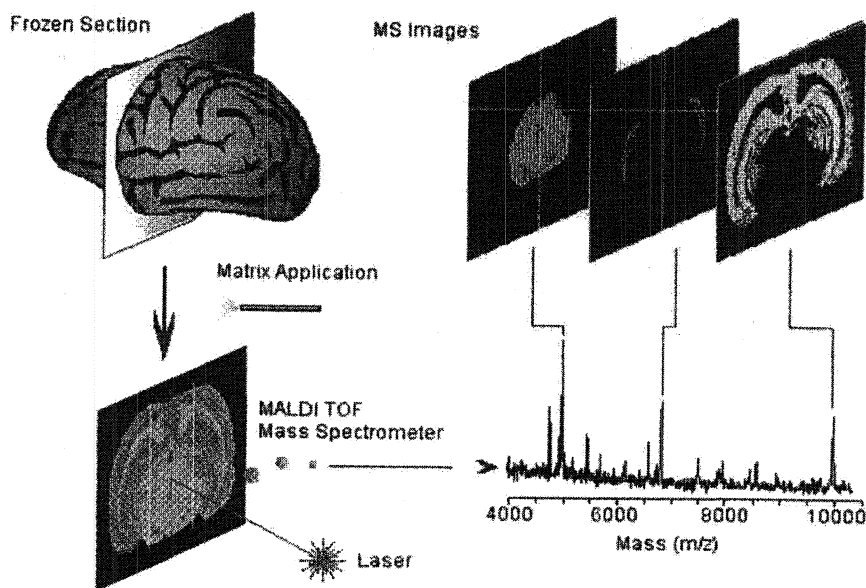 Frozen Section
MS Images
Matrix Application
MALDI TOF
Mass Spectrometer
Laser
4000 6000 8000 10000
Mass (m/z)